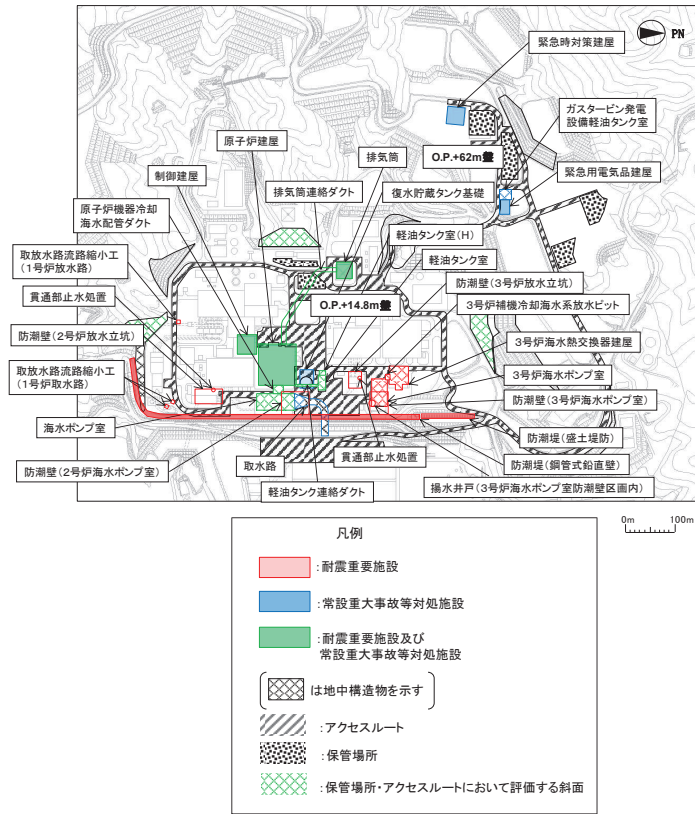 緊急時対策建屋
PN
ガスタービン発電
設備軽油タンク室
原子炉建屋
排気筒
O.P.+62m盤
緊急用電気品建屋
制御建屋
排気筒連絡ダクト
復水貯蔵タンク基礎
原子炉機器冷却
海水配管ダクト
軽油タンク室(H)
軽油タンク室
取放水路流路縮小工
(1号炉放水路)
防潮壁(3号炉放水立坑)
貫通部止水処置
O.P.+14.8m盤
3号炉補機冷却海水系放水ピット
防潮壁(2号炉放水立坑)
3号炉海水熱交換器建屋
取放水路流路縮小工
(1号炉取水路)
3号炉海水ポンプ室
防潮壁(3号炉海水ポンプ室)
海水ポンプ室
防潮堤(盛土堤防)
防潮壁(2号炉海水ポンプ室)
取水路
貫通部止水処置
防潮堤(鋼管式鉛直壁)
軽油タンク連絡ダクト
揚水井戸(3号炉海水ポンプ室防潮壁区画内)
0m 100m
凡例
:耐震重要施設
:常設重大事故等対処施設
:耐震重要施設及び
常設重大事故等対処施設
は地中構造物を示す
:アクセスルート
:保管場所
:保管場所・アクセスルートにおいて評価する斜面